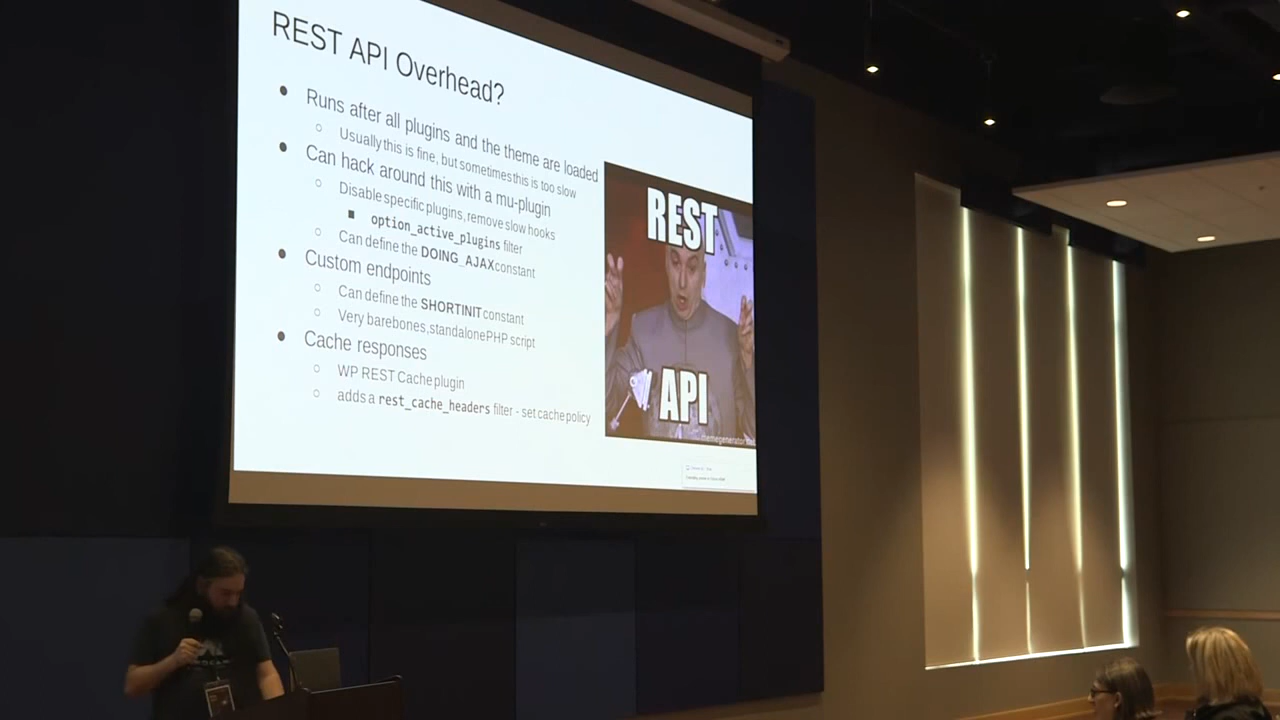 REST API Overhead?
● Runs after all plugins and the theme are loaded
○ Usually this is fine, but sometimes this is too slow
● Can hack around this with a mu-plugin
○ Disable specific plugins, remove slow hooks
■ option_active_plugins filter
○ Can define the DOING_AJAX constant
● Custom endpoints
○ Can define the SHORTINIT constant
○ Very barebones, standalone PHP script
● Cache responses
○ WP REST Cache plugin
○ adds a rest_cache_headers filter - set cache policy
REST
API